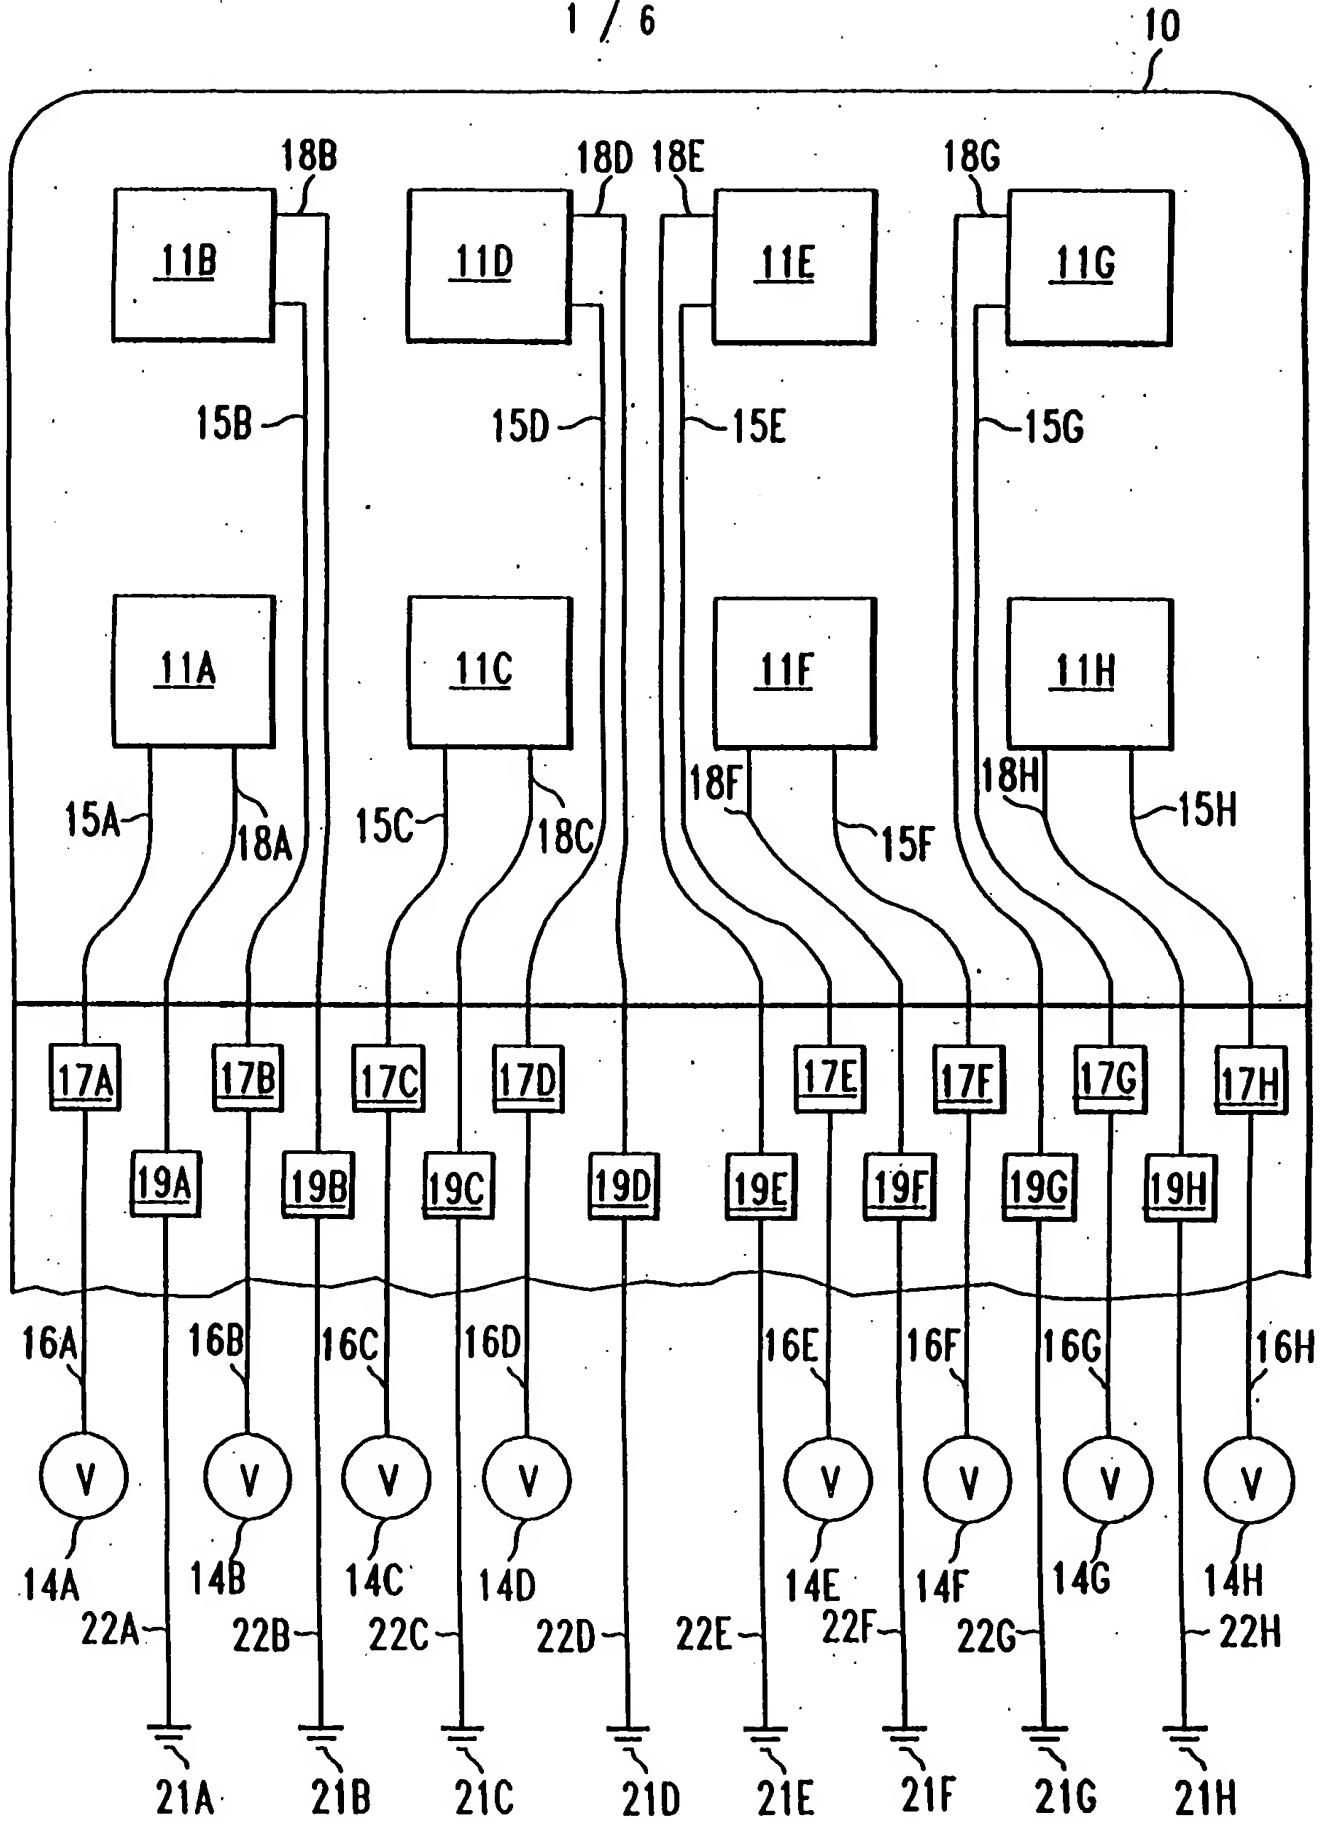 1 / 6
10
18B 18D 18E 18G
11B 11D 11E 11G
15B 15D 15E 15G
11A 11C 11F 11H
15A 18A 15C 18C 18F 15F 18H 15H
17A 17B 17C 17D 17E 17F 17G 17H
19A 19B 19C 19D 19E 19F 19G 19H
16A 16B 16C 16D 16E 16F 16G 16H
V V V V V V V V
14A 14B 14C 14D 14E 14F 14G 14H
22A 22B 22C 22D 22E 22F 22G 22H
21A 21B 21C 21D 21E 21F 21G 21H